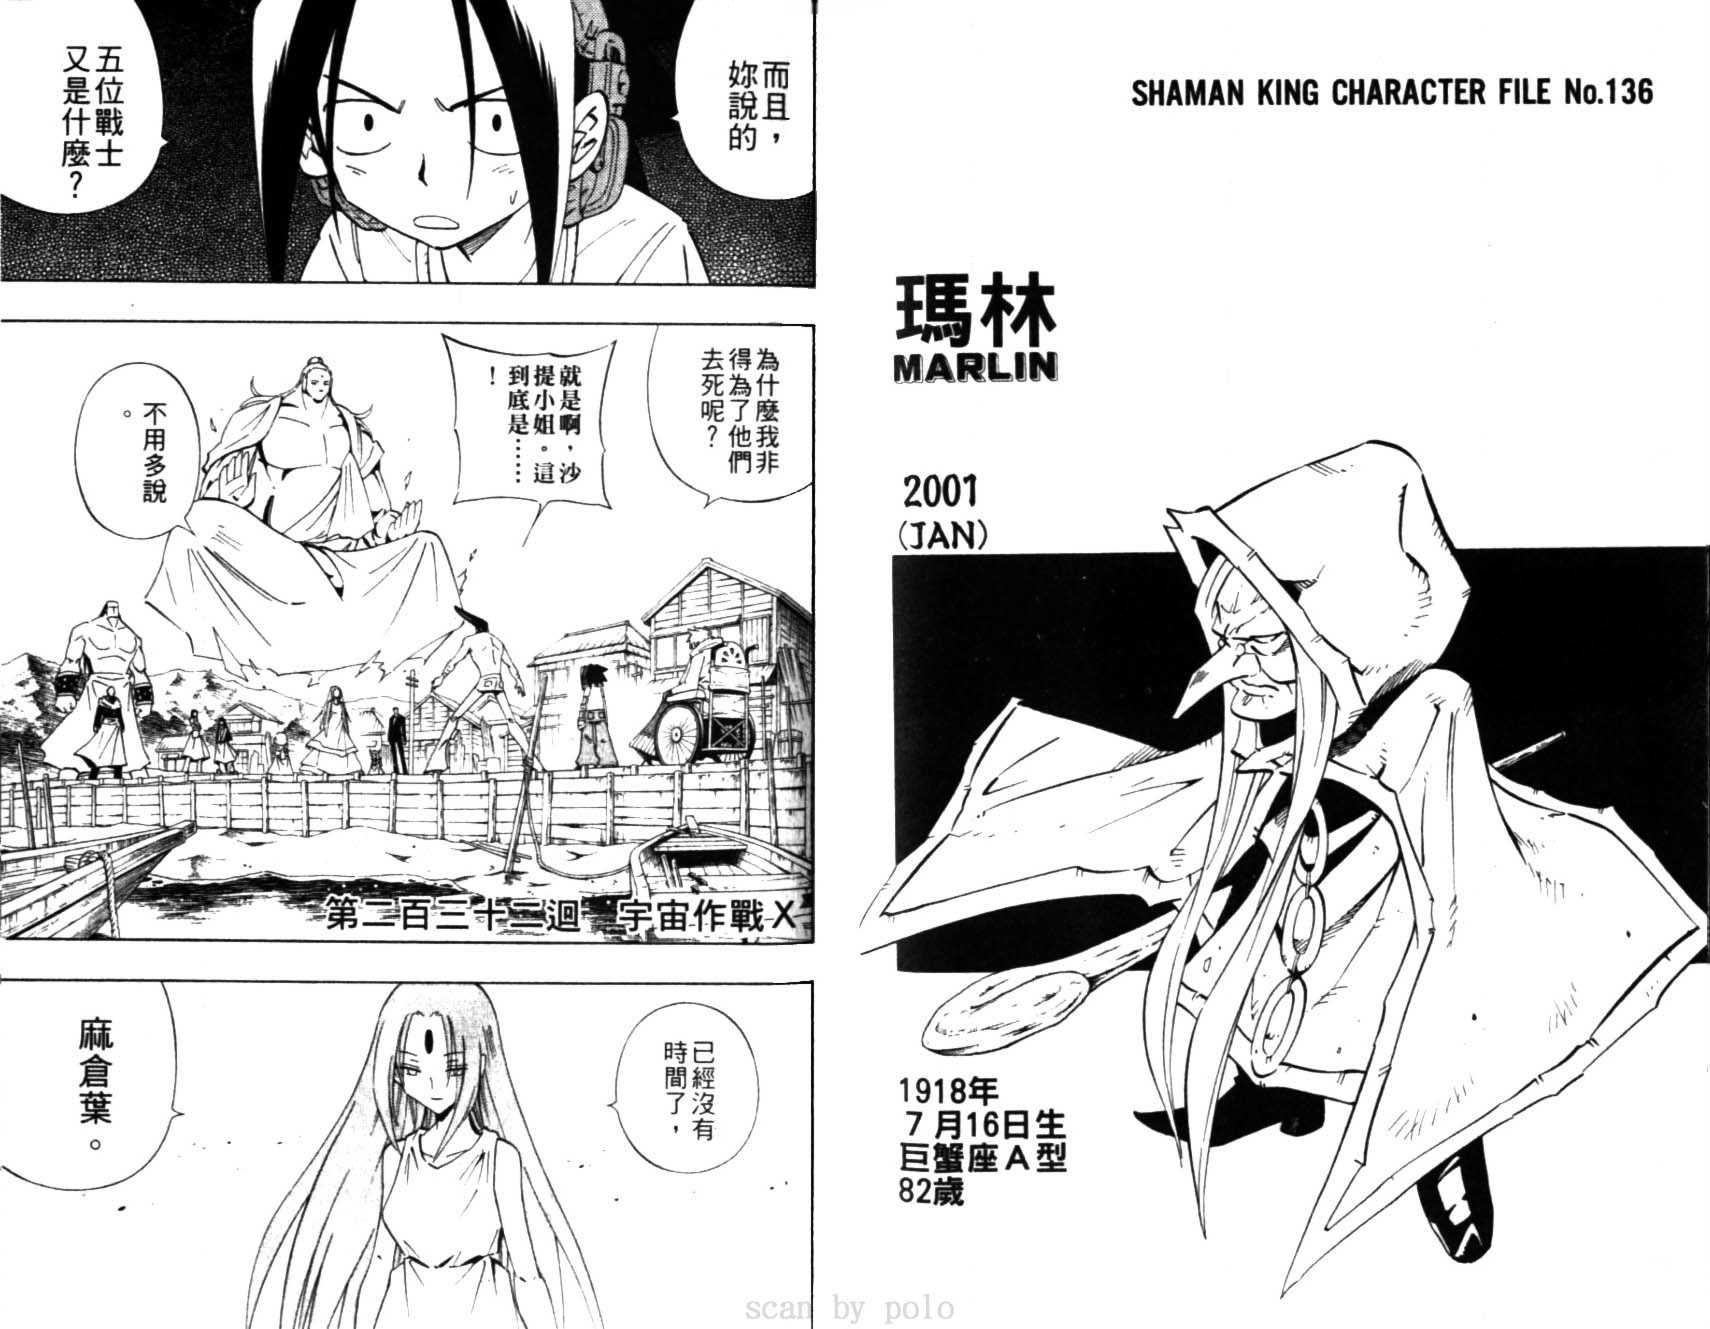 SHAMAN KING CHARACTER FILE No.136
瑪林
MARLIN
2001
(JAN)
1918年
7月16日生
巨蟹座A型
82歲
而且，
妳說的
五位戰士
又是什麼？
為什麼我非
得為了他們
去死呢？
就是啊，沙
提小姐。這
到底是……
！
不用多說
。
第二百三十二迴　宇宙作戰X
已經沒有
時間了，
麻倉葉。
scan by polo